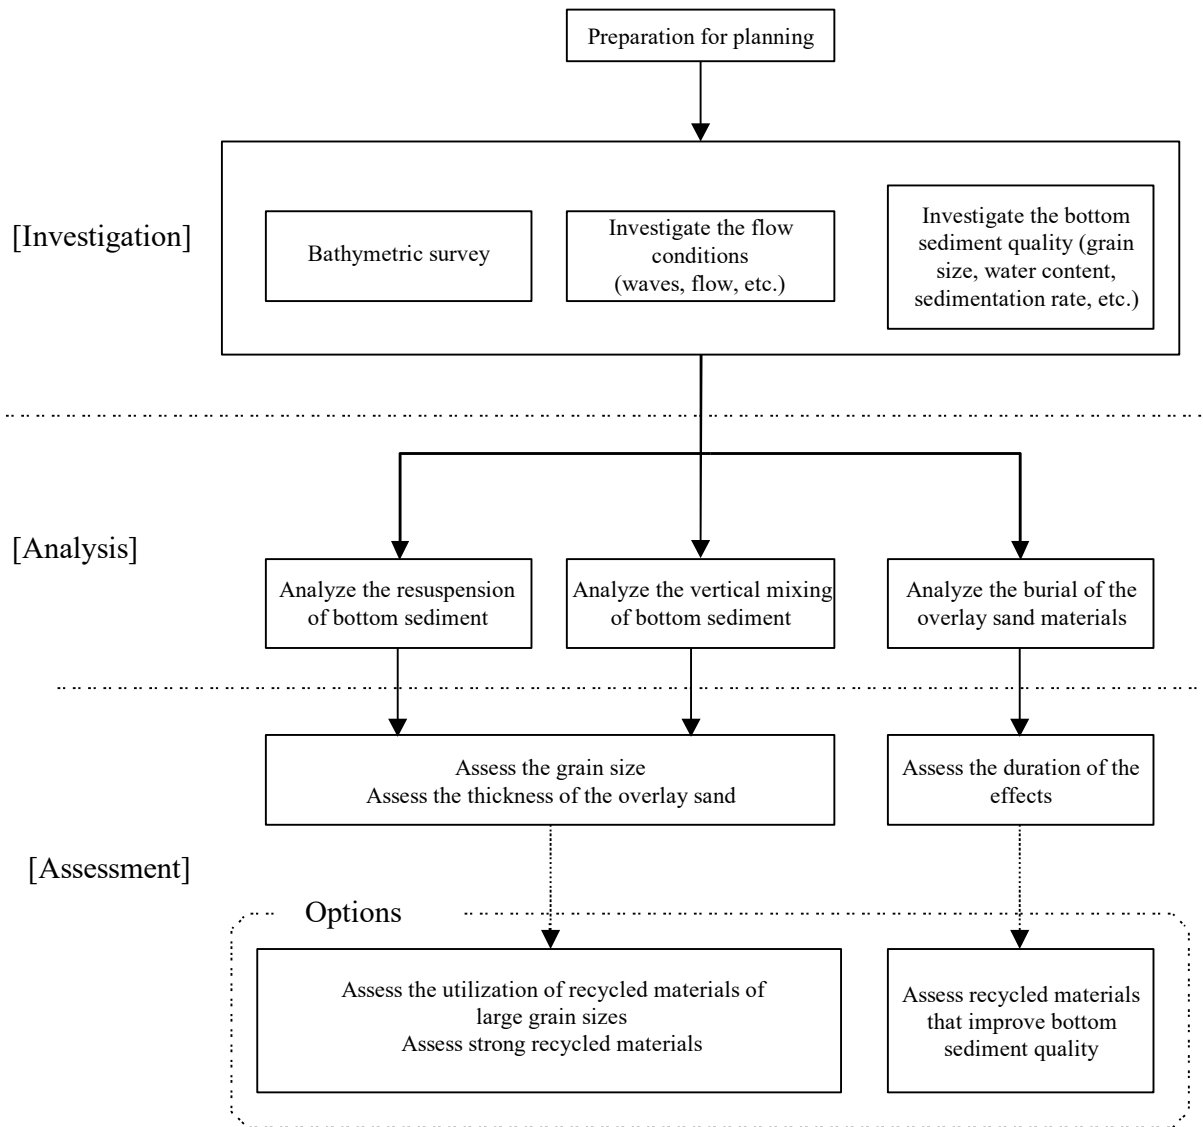 Preparation for planning
[Investigation]
Bathymetric survey
Investigate the flow
conditions
(waves, flow, etc.)
Investigate the bottom
sediment quality (grain
size, water content,
sedimentation rate, etc.)
[Analysis]
Analyze the resuspension
of bottom sediment
Analyze the vertical mixing
of bottom sediment
Analyze the burial of the
overlay sand materials
[Assessment]
Assess the grain size
Assess the thickness of the overlay sand
Assess the duration of the
effects
Options
Assess the utilization of recycled materials of
large grain sizes
Assess strong recycled materials
Assess recycled materials
that improve bottom
sediment quality